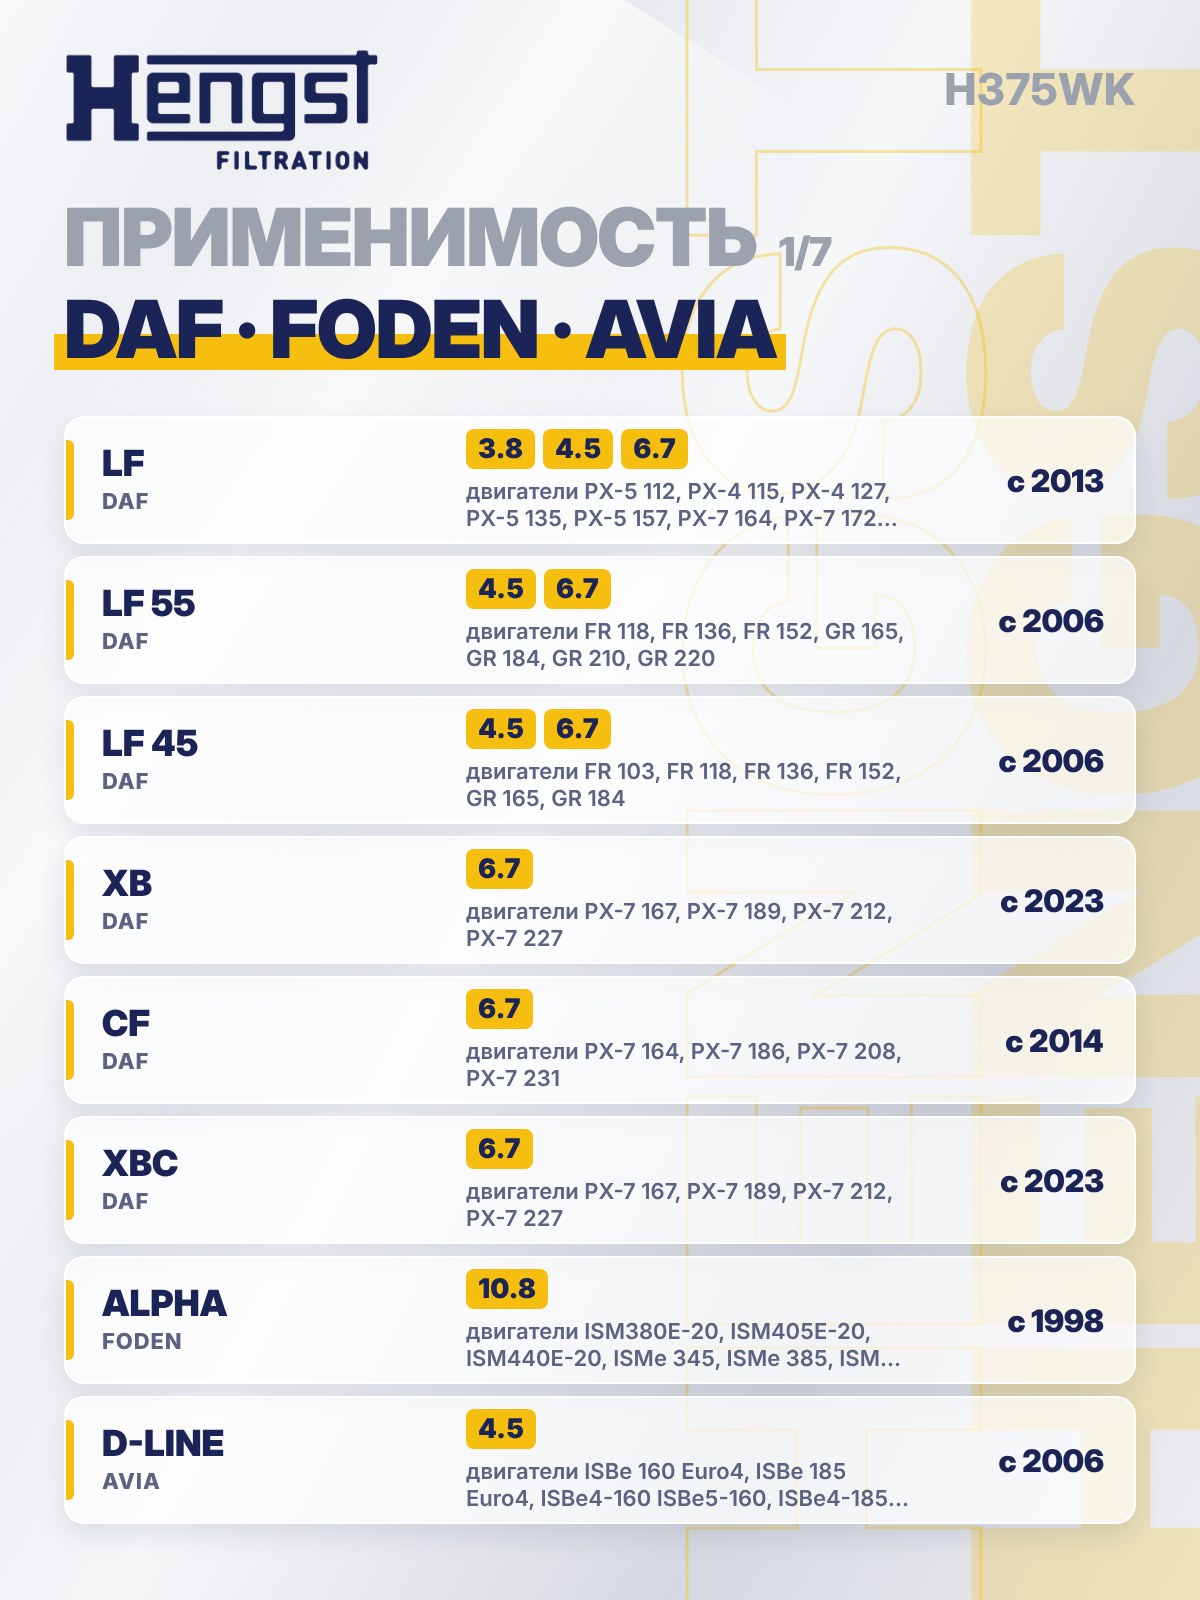 Hengst
FILTRATION
H375WK
ПРИМЕНИМОСТЬ 1/7
DAF · FODEN · AVIA
LF
DAF
3.8 4.5 6.7
двигатели PX-5 112, PX-4 115, PX-4 127,
PX-5 135, PX-5 157, PX-7 164, PX-7 172...
с 2013
LF 55
DAF
4.5 6.7
двигатели FR 118, FR 136, FR 152, GR 165,
GR 184, GR 210, GR 220
с 2006
LF 45
DAF
4.5 6.7
двигатели FR 103, FR 118, FR 136, FR 152,
GR 165, GR 184
с 2006
XB
DAF
6.7
двигатели PX-7 167, PX-7 189, PX-7 212,
PX-7 227
с 2023
CF
DAF
6.7
двигатели PX-7 164, PX-7 186, PX-7 208,
PX-7 231
с 2014
XBC
DAF
6.7
двигатели PX-7 167, PX-7 189, PX-7 212,
PX-7 227
с 2023
ALPHA
FODEN
10.8
двигатели ISM380E-20, ISM405E-20,
ISM440E-20, ISMe 345, ISMe 385, ISM...
с 1998
D-LINE
AVIA
4.5
двигатели ISBe 160 Euro4, ISBe 185
Euro4, ISBe4-160 ISBe5-160, ISBe4-185...
с 2006
HENGST